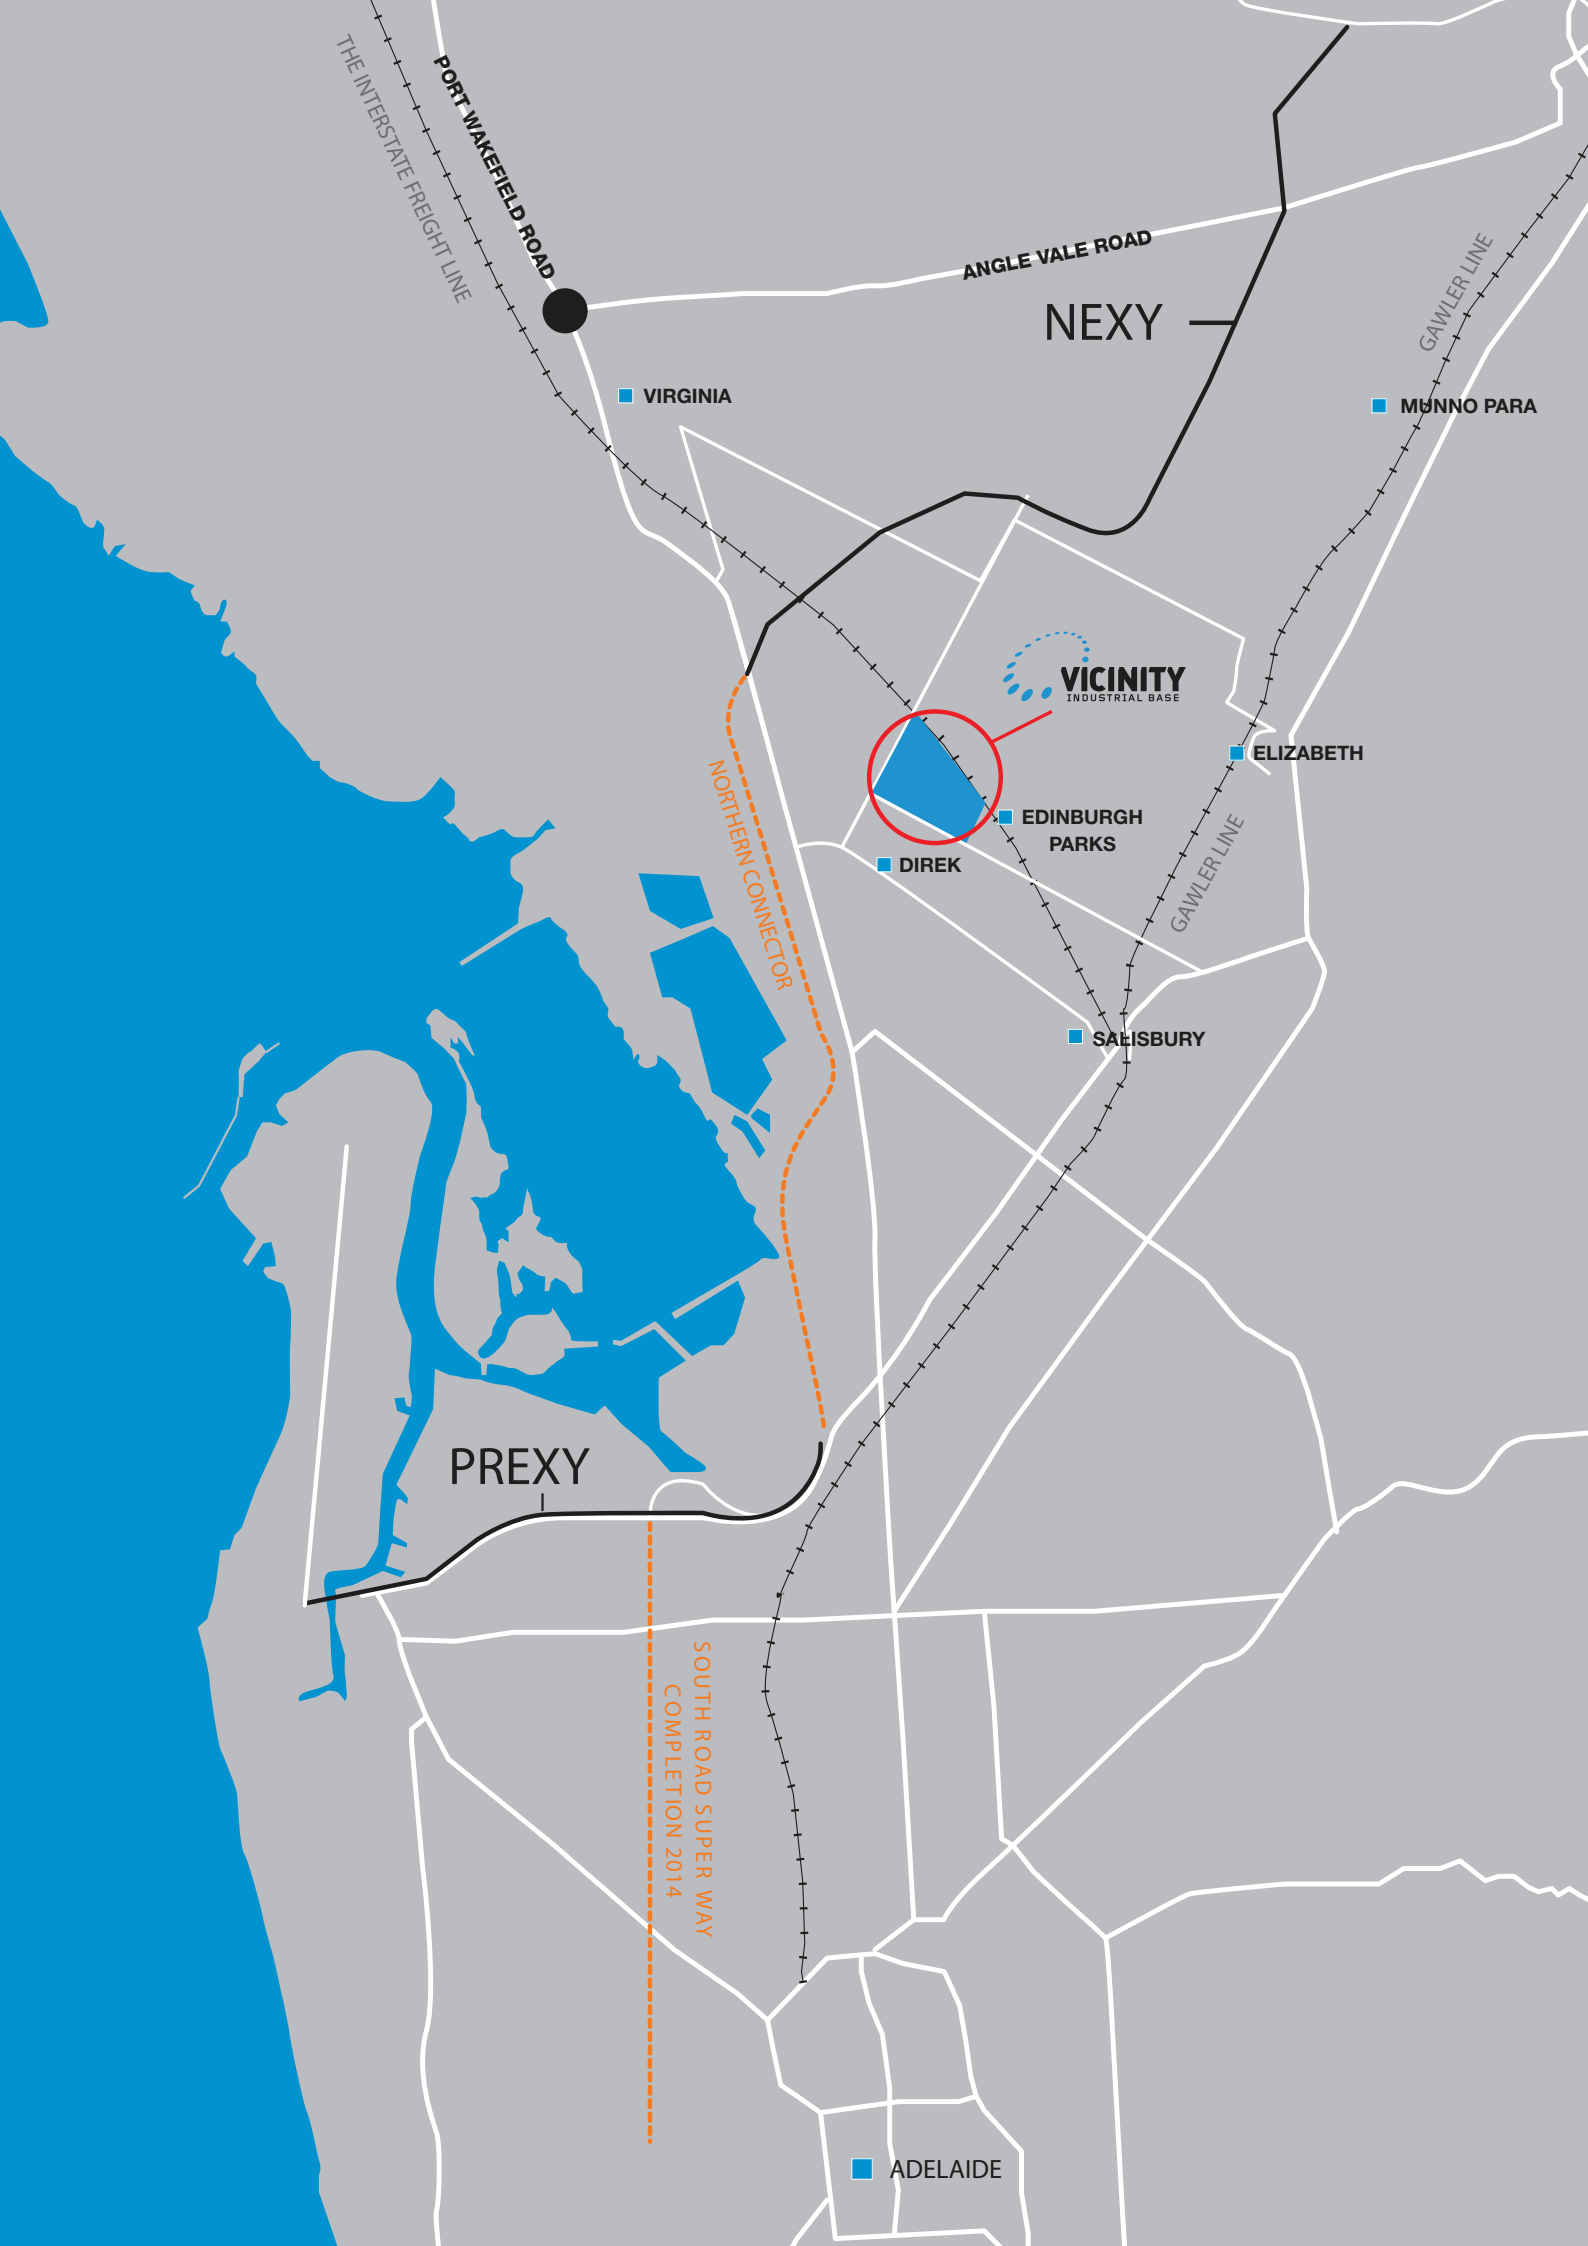 THE INTERSTATE FREIGHT LINE
PORT WAKEFIELD ROAD
ANGLE VALE ROAD
NEXY
GAWLER LINE
VIRGINIA
MUNNO PARA
VICINITY
INDUSTRIAL BASE
ELIZABETH
NORTHERN CONNECTOR
EDINBURGH
PARKS
DIREK
GAWLER LINE
SALISBURY
PREXY
SOUTH ROAD SUPER WAY
COMPLETION 2014
ADELAIDE